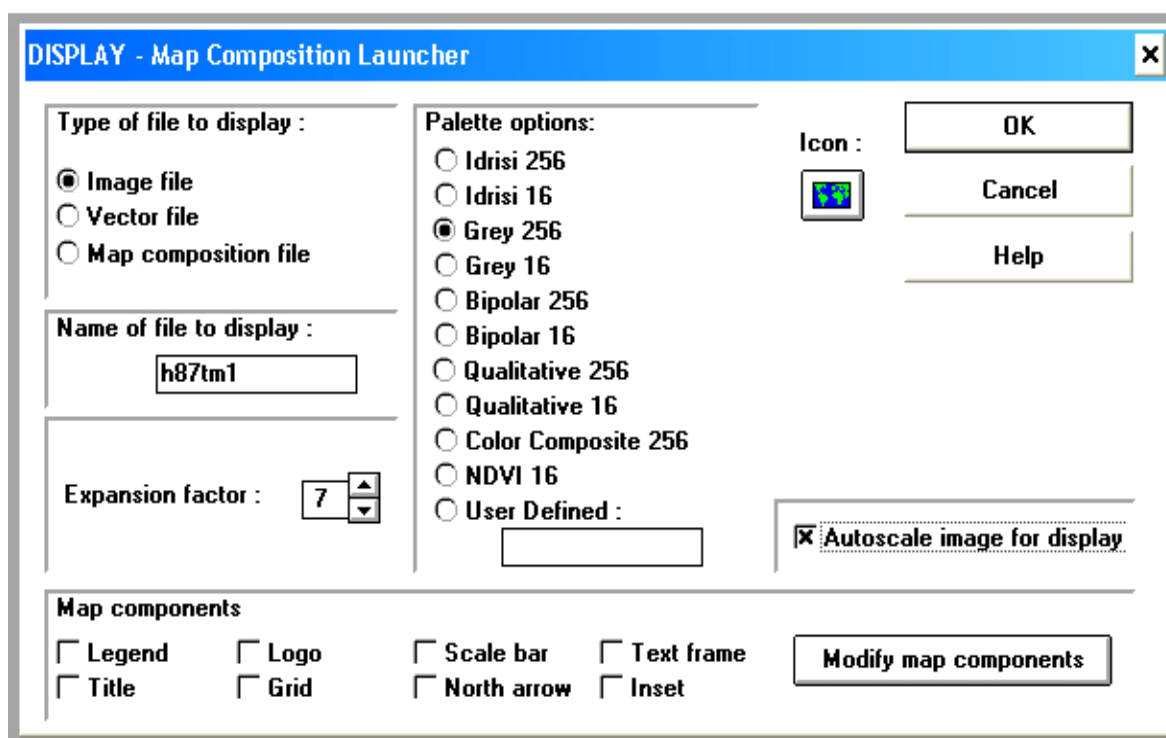 DISPLAY - Map Composition Launcher
Type of file to display :
Image file
Vector file
Map composition file
Name of file to display :
h87tm1
Expansion factor :
7
Palette options:
Idrisi 256
Idrisi 16
Grey 256
Grey 16
Bipolar 256
Bipolar 16
Qualitative 256
Qualitative 16
Color Composite 256
NDVI 16
User Defined :
Icon :
OK
Cancel
Help
Autoscale image for display
Map components
Legend Logo Scale bar Text frame
Title Grid North arrow Inset
Modify map components